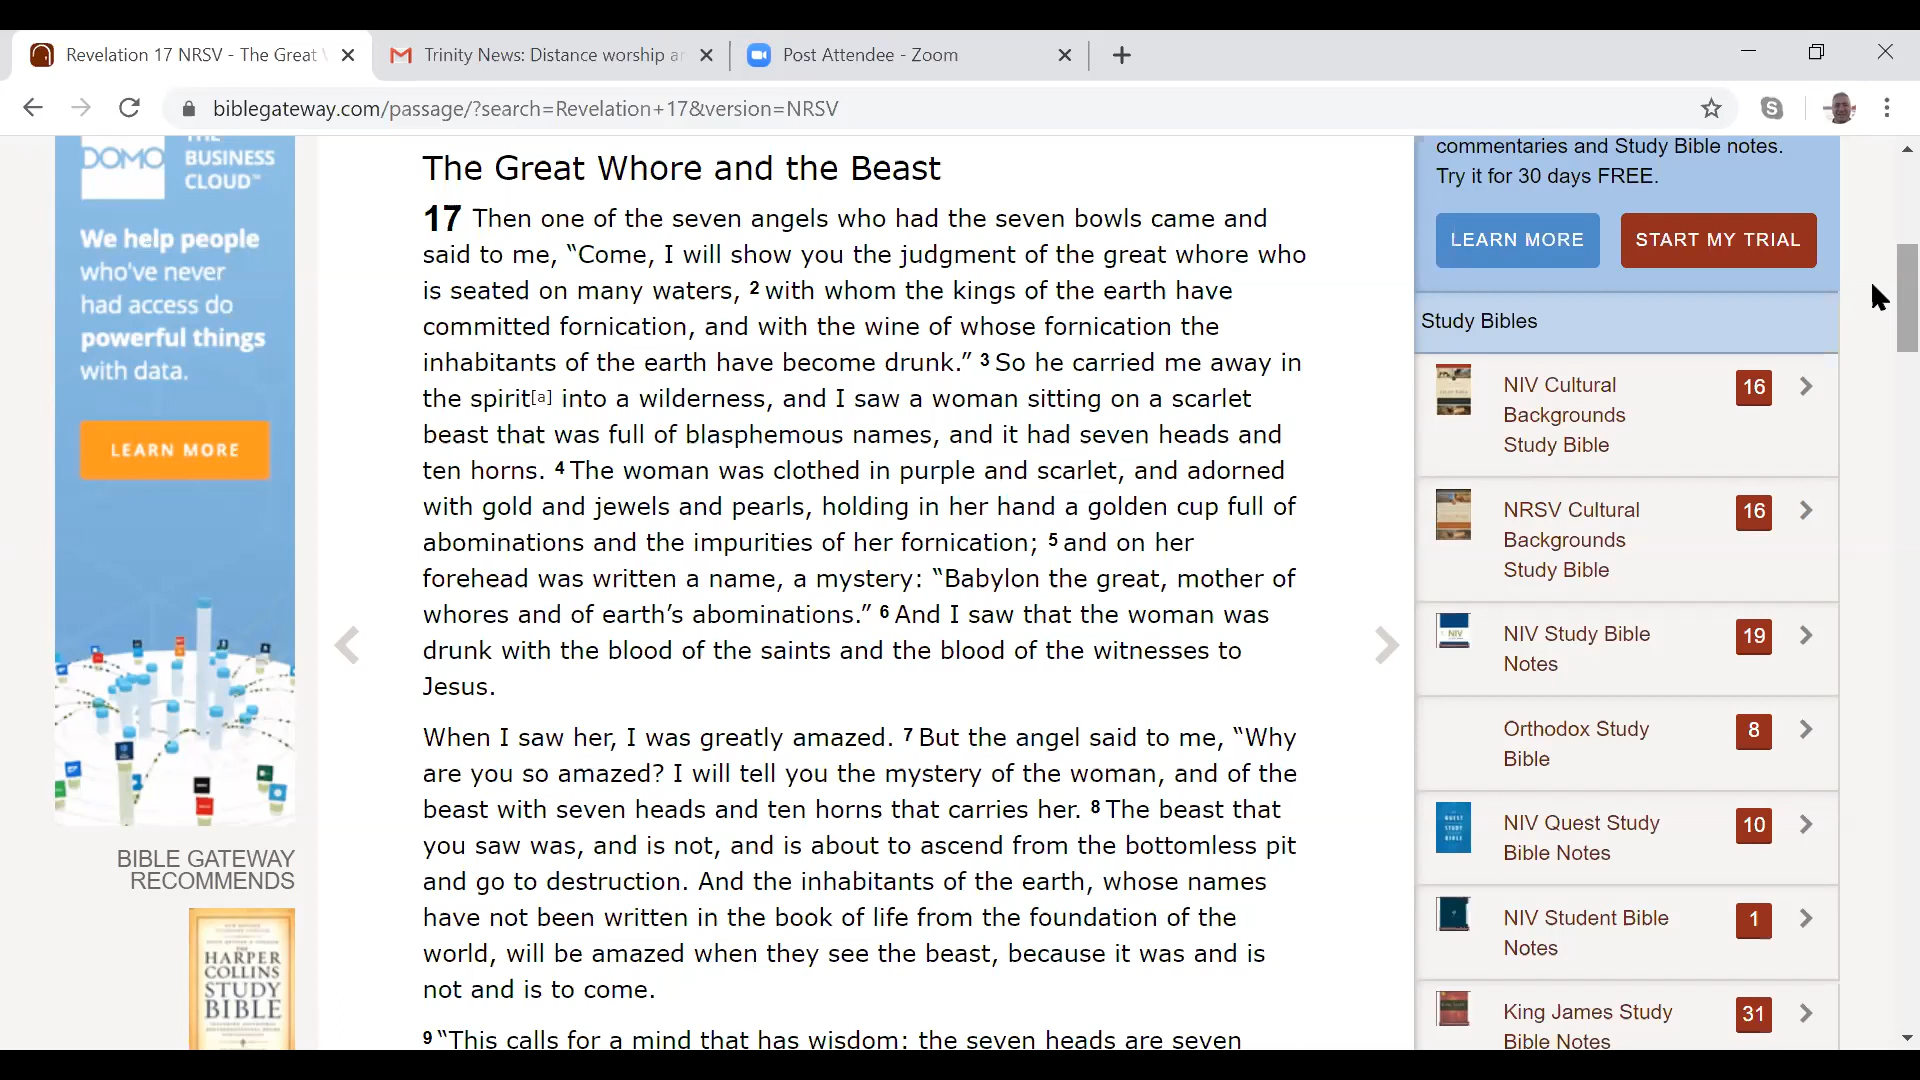 Revelation 17 NRSV - The Great
Trinity News: Distance worship a
Post Attendee - Zoom
biblegateway.com/passage/?search=Revelation+17&version=NRSV
DOMO
THE
BUSINESS
CLOUD™
We help people
who've never
had access do
powerful things
with data.
LEARN MORE
BIBLE GATEWAY
RECOMMENDS
HARPER
COLLINS
STUDY
BIBLE
The Great Whore and the Beast
17 Then one of the seven angels who had the seven bowls came and
said to me, “Come, I will show you the judgment of the great whore who
is seated on many waters, 2 with whom the kings of the earth have
committed fornication, and with the wine of whose fornication the
inhabitants of the earth have become drunk.” 3 So he carried me away in
the spirit[a] into a wilderness, and I saw a woman sitting on a scarlet
beast that was full of blasphemous names, and it had seven heads and
ten horns. 4 The woman was clothed in purple and scarlet, and adorned
with gold and jewels and pearls, holding in her hand a golden cup full of
abominations and the impurities of her fornication; 5 and on her
forehead was written a name, a mystery: “Babylon the great, mother of
whores and of earth’s abominations.” 6 And I saw that the woman was
drunk with the blood of the saints and the blood of the witnesses to
Jesus.
When I saw her, I was greatly amazed. 7 But the angel said to me, “Why
are you so amazed? I will tell you the mystery of the woman, and of the
beast with seven heads and ten horns that carries her. 8 The beast that
you saw was, and is not, and is about to ascend from the bottomless pit
and go to destruction. And the inhabitants of the earth, whose names
have not been written in the book of life from the foundation of the
world, will be amazed when they see the beast, because it was and is
not and is to come.
9 “This calls for a mind that has wisdom: the seven heads are seven
commentaries and Study Bible notes.
Try it for 30 days FREE.
LEARN MORE
START MY TRIAL
Study Bibles
NIV Cultural
Backgrounds
Study Bible
16
NRSV Cultural
Backgrounds
Study Bible
16
NIV
NIV Study Bible
Notes
19
Orthodox Study
Bible
8
QUEST
STUDY
BIBLE
NIV Quest Study
Bible Notes
10
NIV Student Bible
Notes
1
King James Study
Bible Notes
31